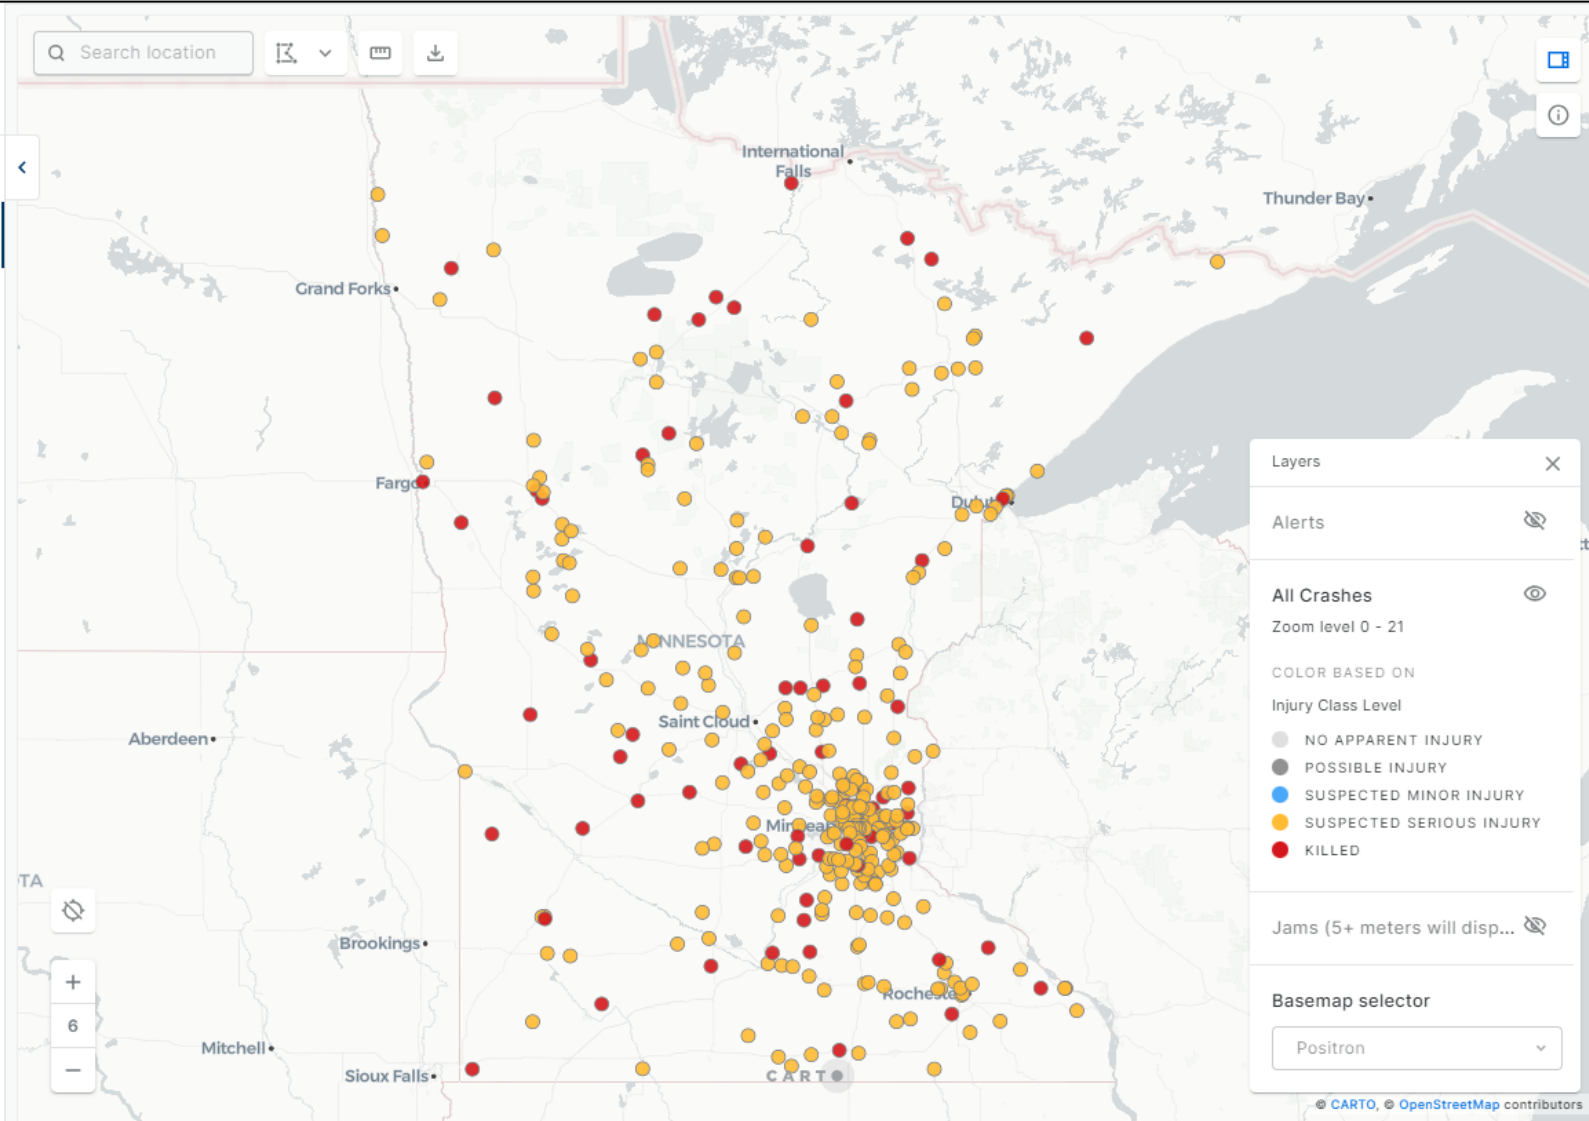 Search location
International
Falls
Thunder Bay
Grand Forks
Fargo
Duluth
MINNESOTA
Saint Cloud
Aberdeen
TA
Brookings
Rochester
Mitchell
Sioux Falls
CARTO
+
6
−
Layers
Alerts
All Crashes
Zoom level 0 - 21
COLOR BASED ON
Injury Class Level
NO APPARENT INJURY
POSSIBLE INJURY
SUSPECTED MINOR INJURY
SUSPECTED SERIOUS INJURY
KILLED
Jams (5+ meters will disp...
Basemap selector
Positron
© CARTO, © OpenStreetMap contributors